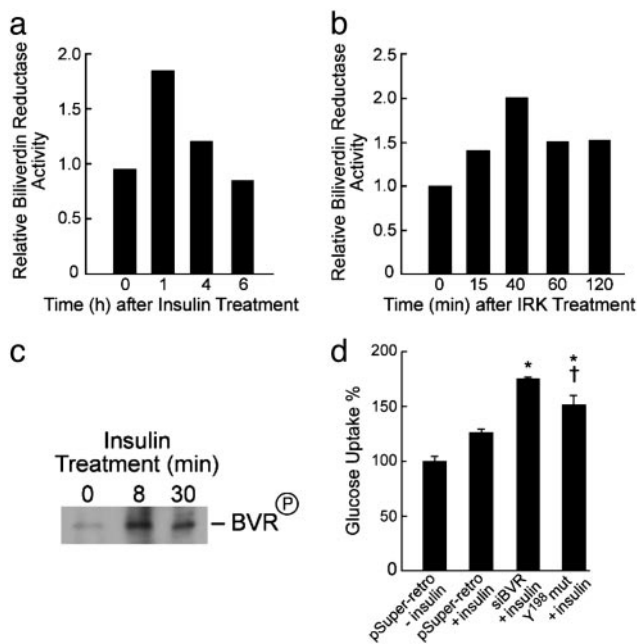 a
Relative Biliverdin Reductase
Activity
2.0
1.5
1.0
0.5
0
0 1 4 6
Time (h) after Insulin Treatment
b
Relative Biliverdin Reductase
Activity
2.5
2.0
1.5
1.0
0.5
0
0 15 40 60 120
Time (min) after IRK Treatment
c
Insulin
Treatment (min)
0 8 30
– BVR Ⓟ
d
Glucose Uptake %
200
150
100
50
0
*
*
†
pSuper-retro
- insulin
pSuper-retro
+insulin
siBVR
+insulin
Y198 mut
+insulin